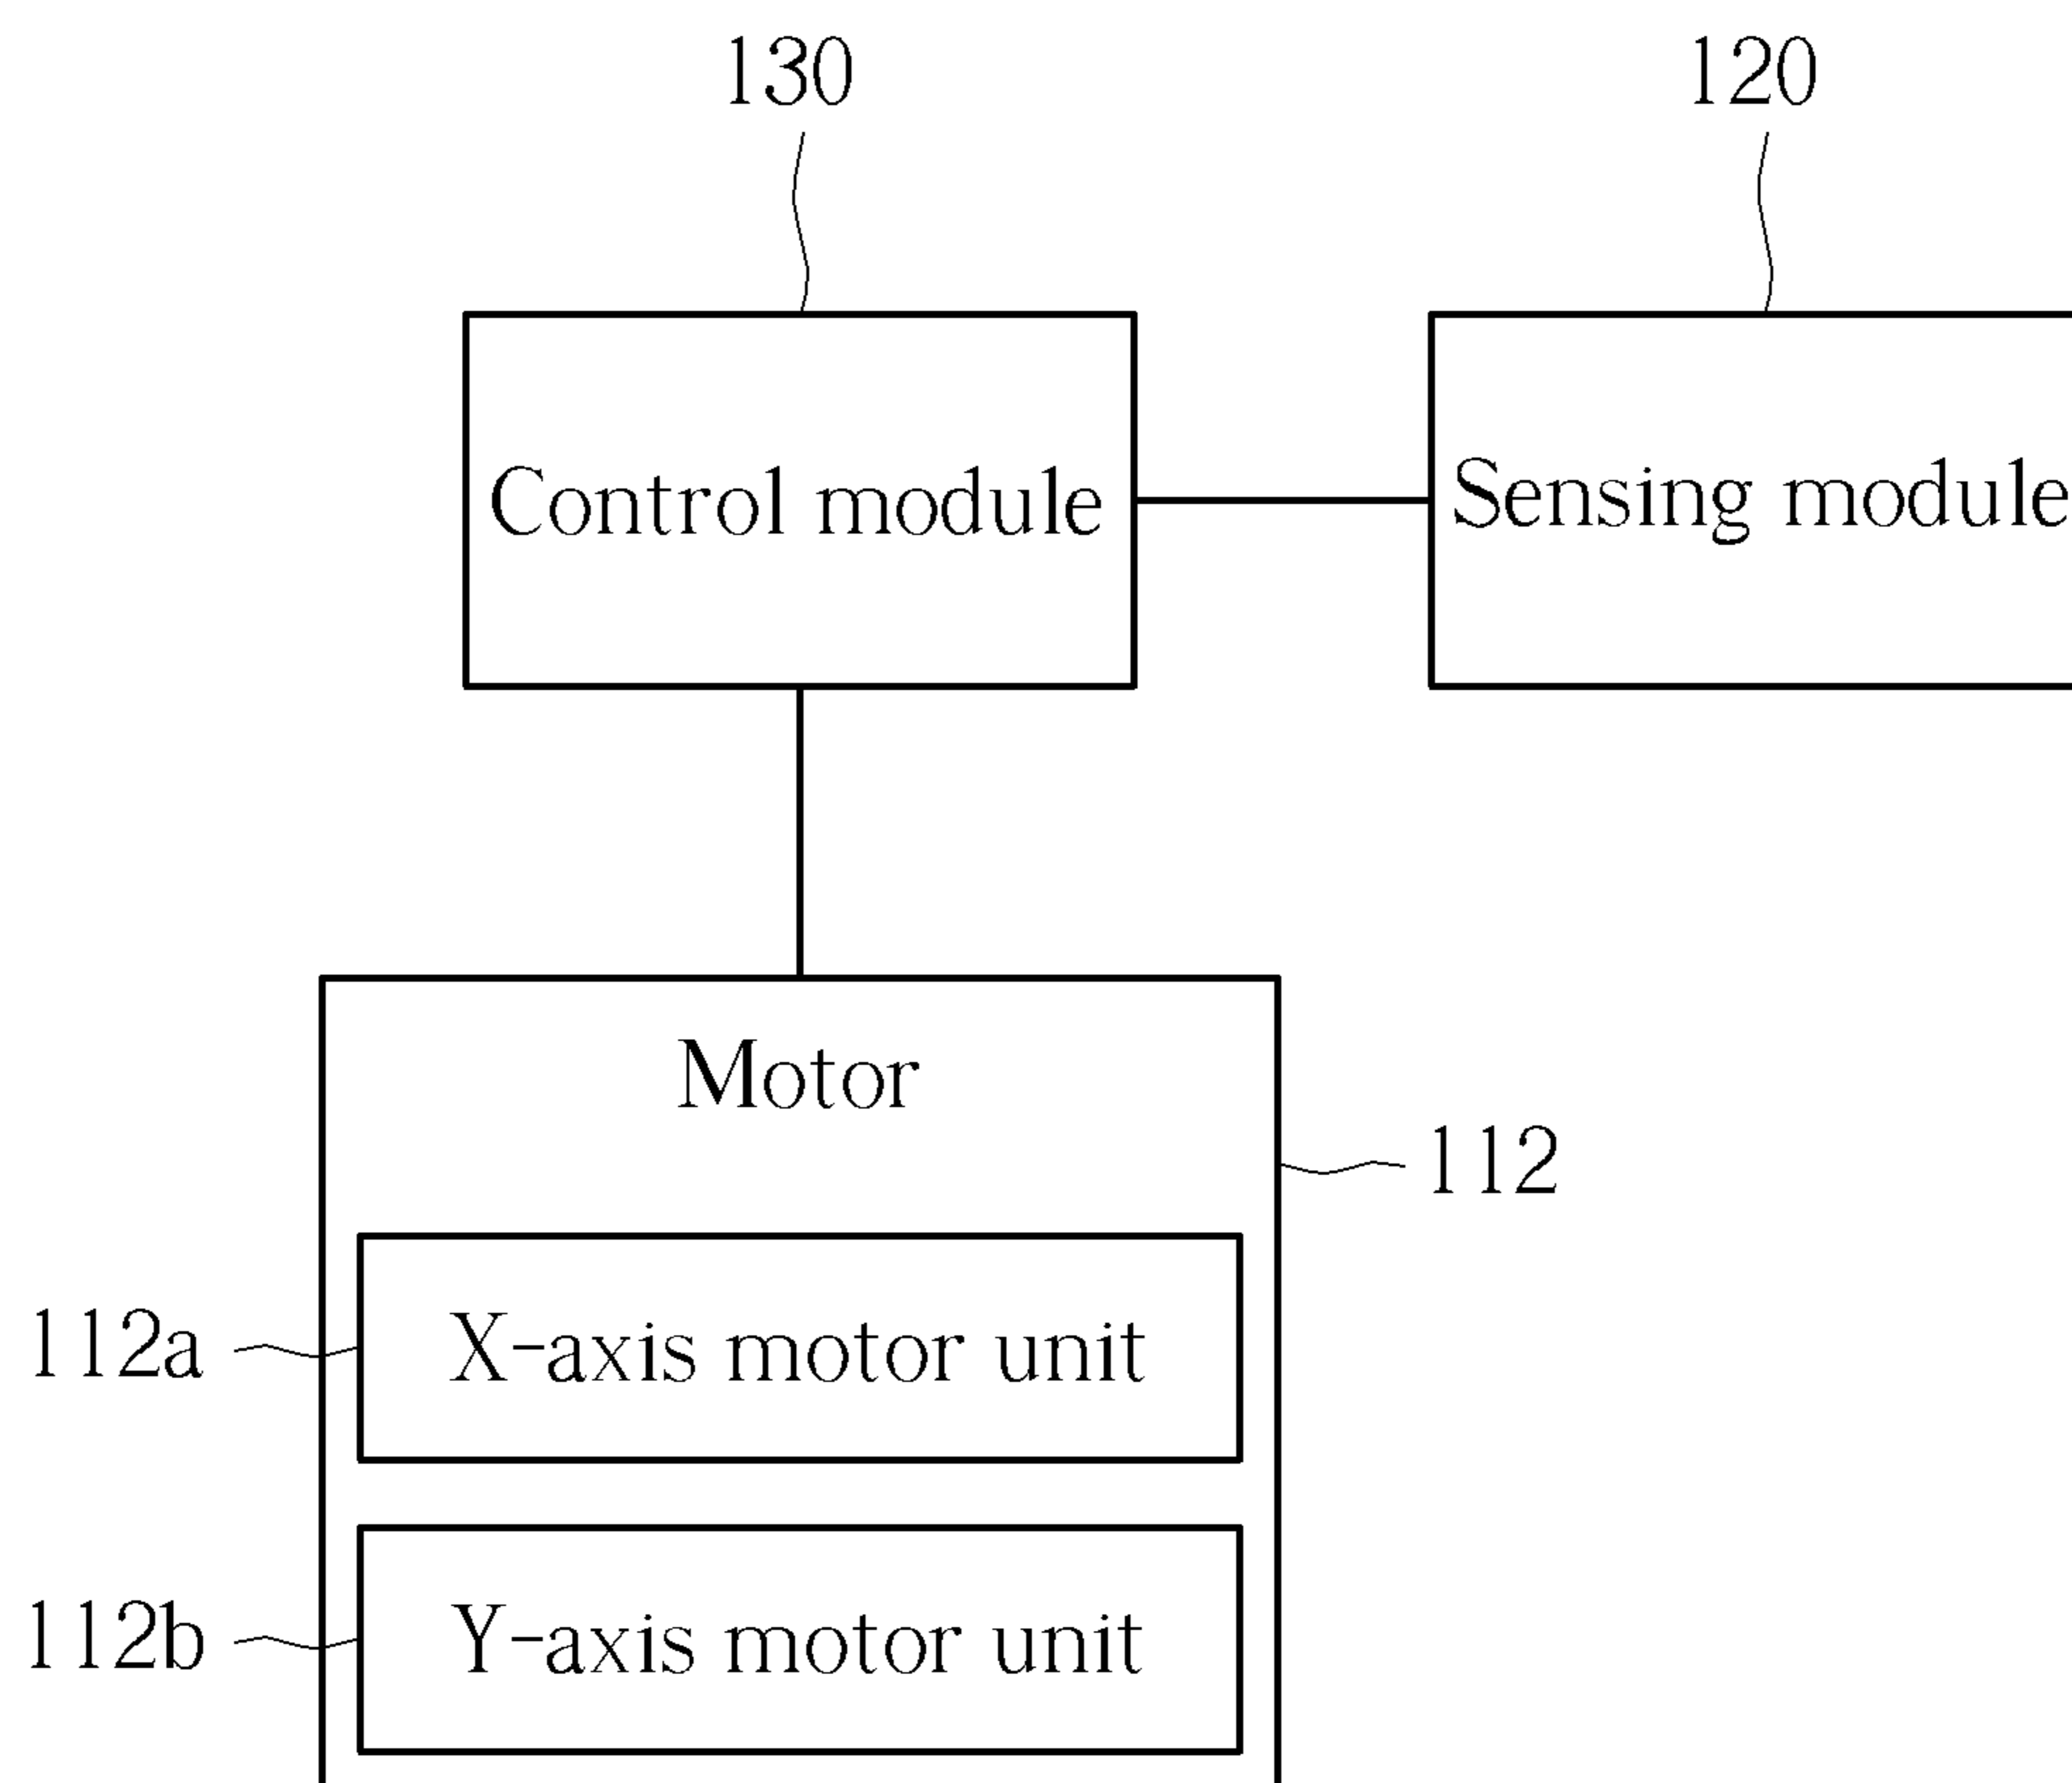 130
120
Control module
Sensing module
Motor
112
112a
X-axis motor unit
112b
Y-axis motor unit